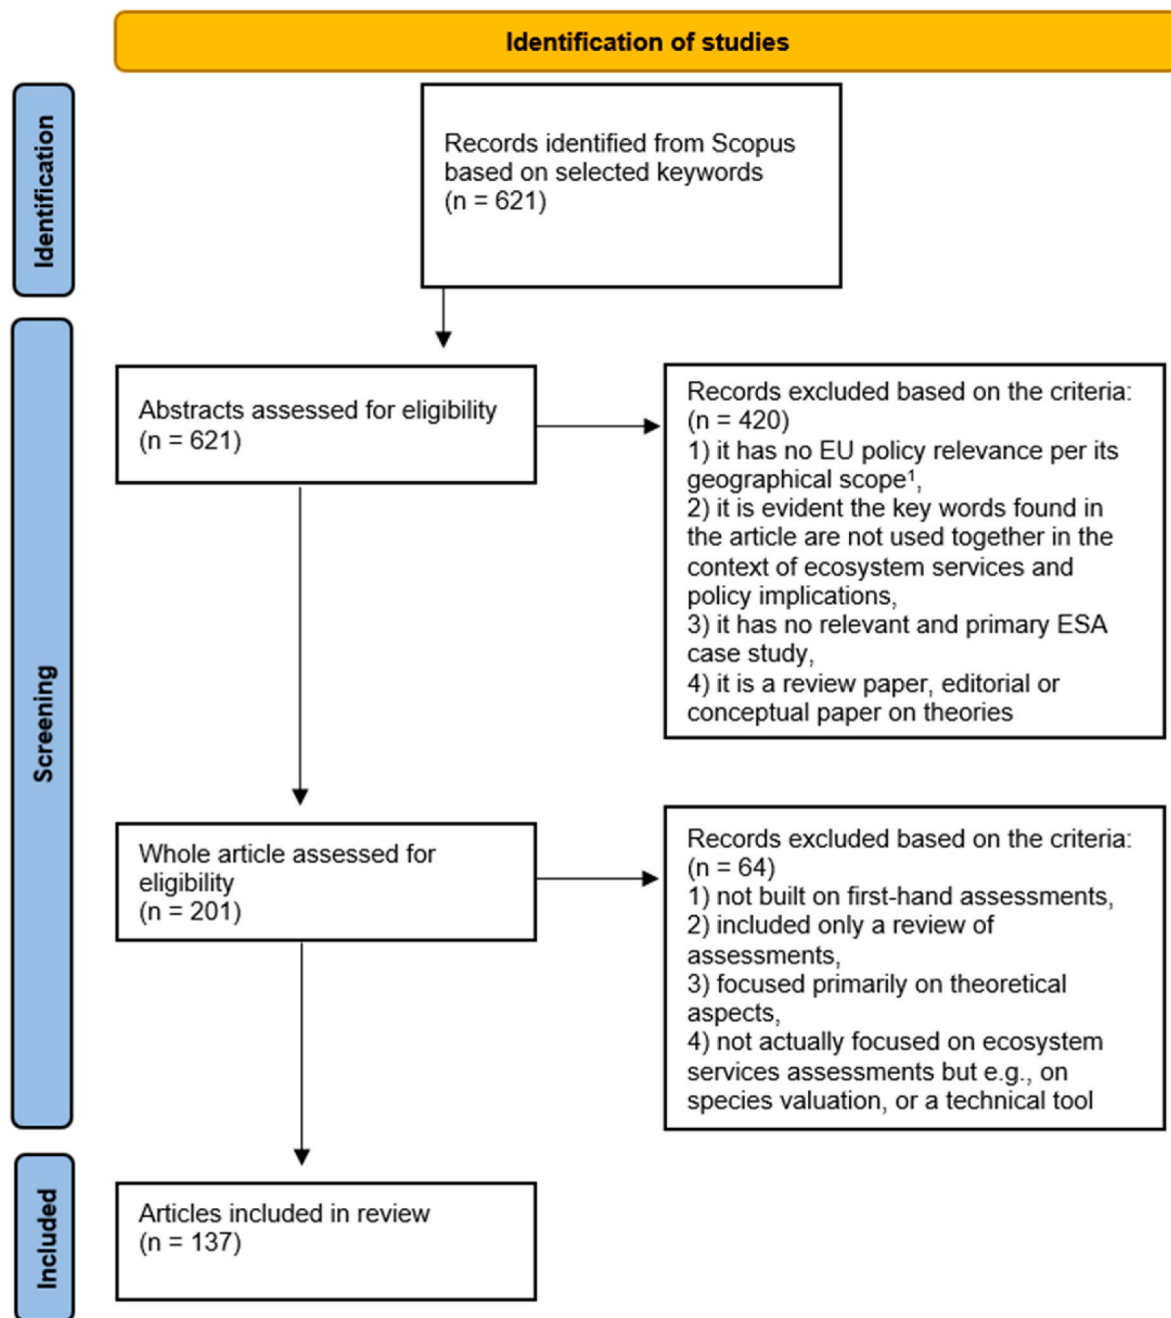 Identification of studies
Identification
Records identified from Scopus
based on selected keywords
(n = 621)
Screening
Abstracts assessed for eligibility
(n = 621)
Records excluded based on the criteria:
(n = 420)
1) it has no EU policy relevance per its
geographical scope¹,
2) it is evident the key words found in
the article are not used together in the
context of ecosystem services and
policy implications,
3) it has no relevant and primary ESA
case study,
4) it is a review paper, editorial or
conceptual paper on theories
Whole article assessed for
eligibility
(n = 201)
Records excluded based on the criteria:
(n = 64)
1) not built on first-hand assessments,
2) included only a review of
assessments,
3) focused primarily on theoretical
aspects,
4) not actually focused on ecosystem
services assessments but e.g., on
species valuation, or a technical tool
Included
Articles included in review
(n = 137)